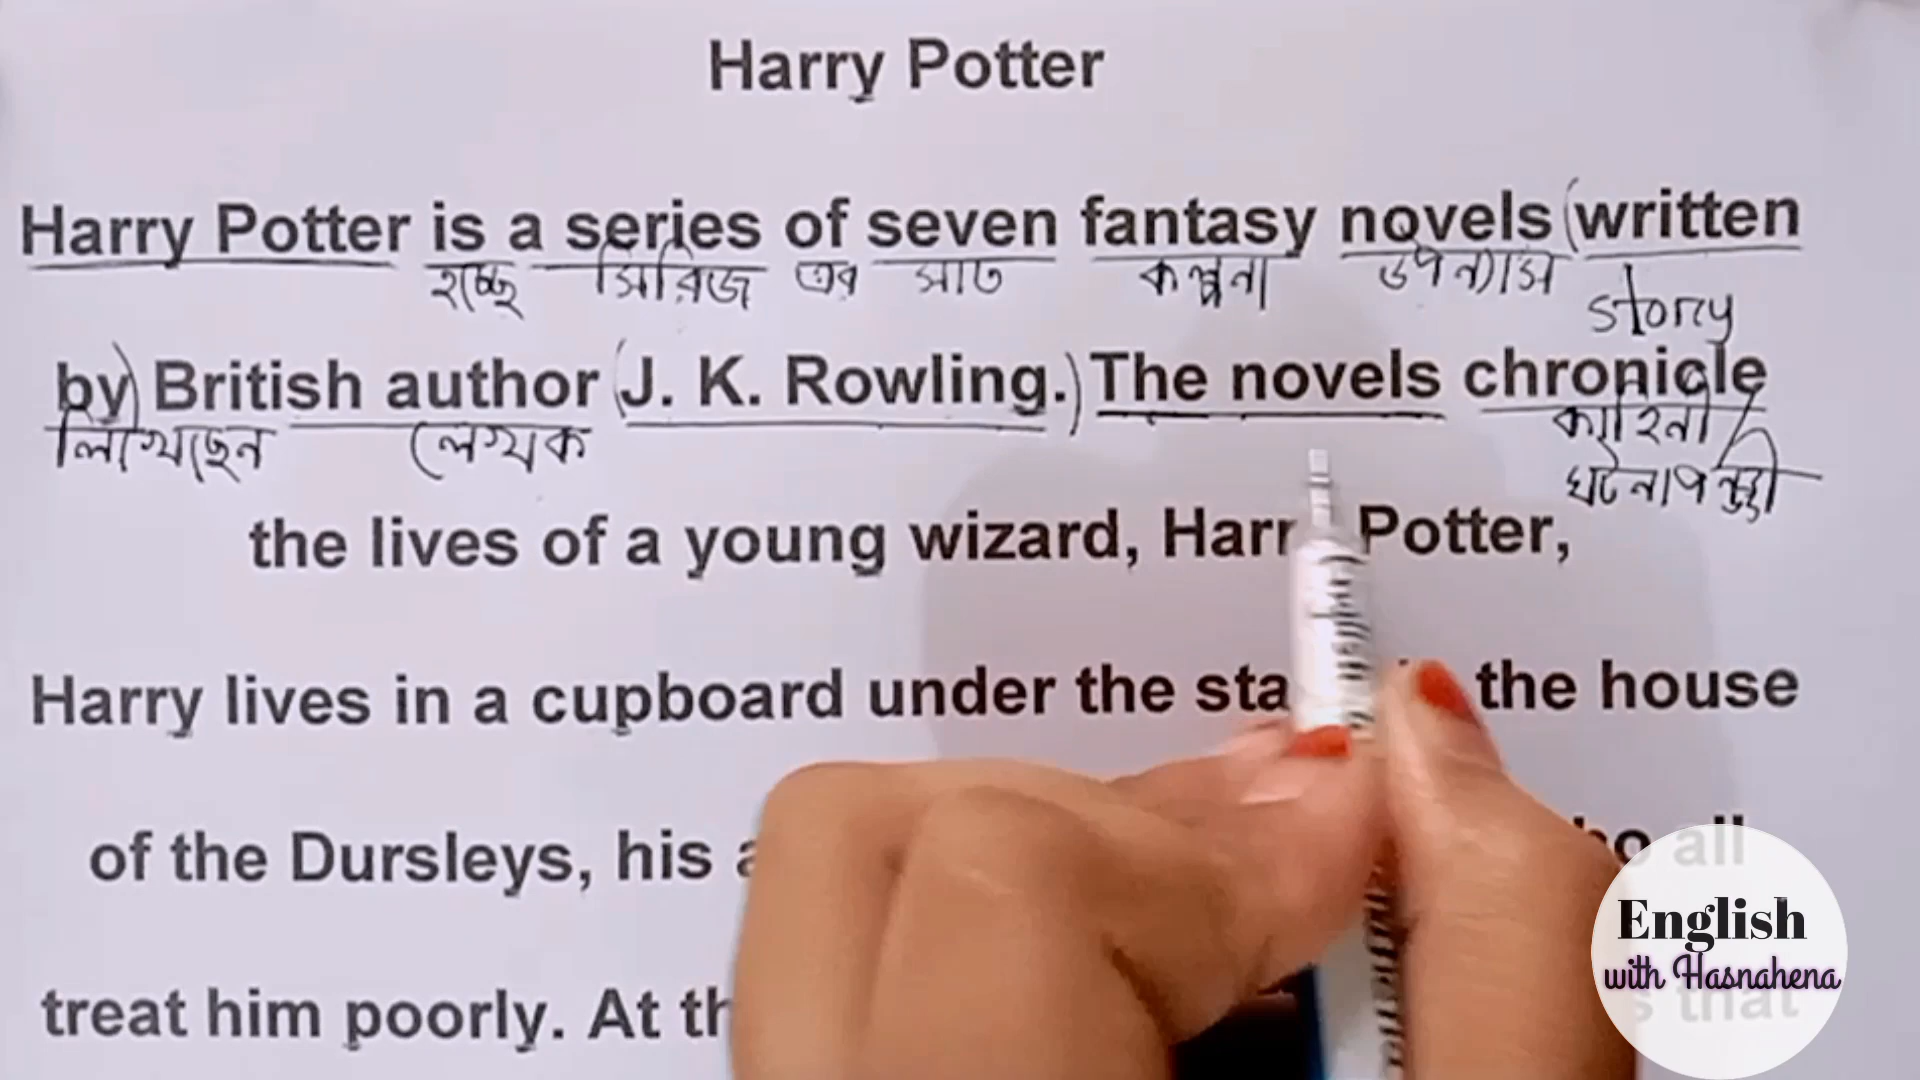 Harry Potter
Harry Potter is a series of seven fantasy novels (written
হচ্ছে সিরিজ এর সাত কল্পনা উপন্যাস
story
by) British author (J. K. Rowling.) The novels chronicle
লিখেছেন লেখক কাহিনী /
ঘটনাপঞ্জী
the lives of a young wizard, Harr Potter,
Harry lives in a cupboard under the sta the house
of the Dursleys, his all
treat him poorly. At that
English
with Hasnahena